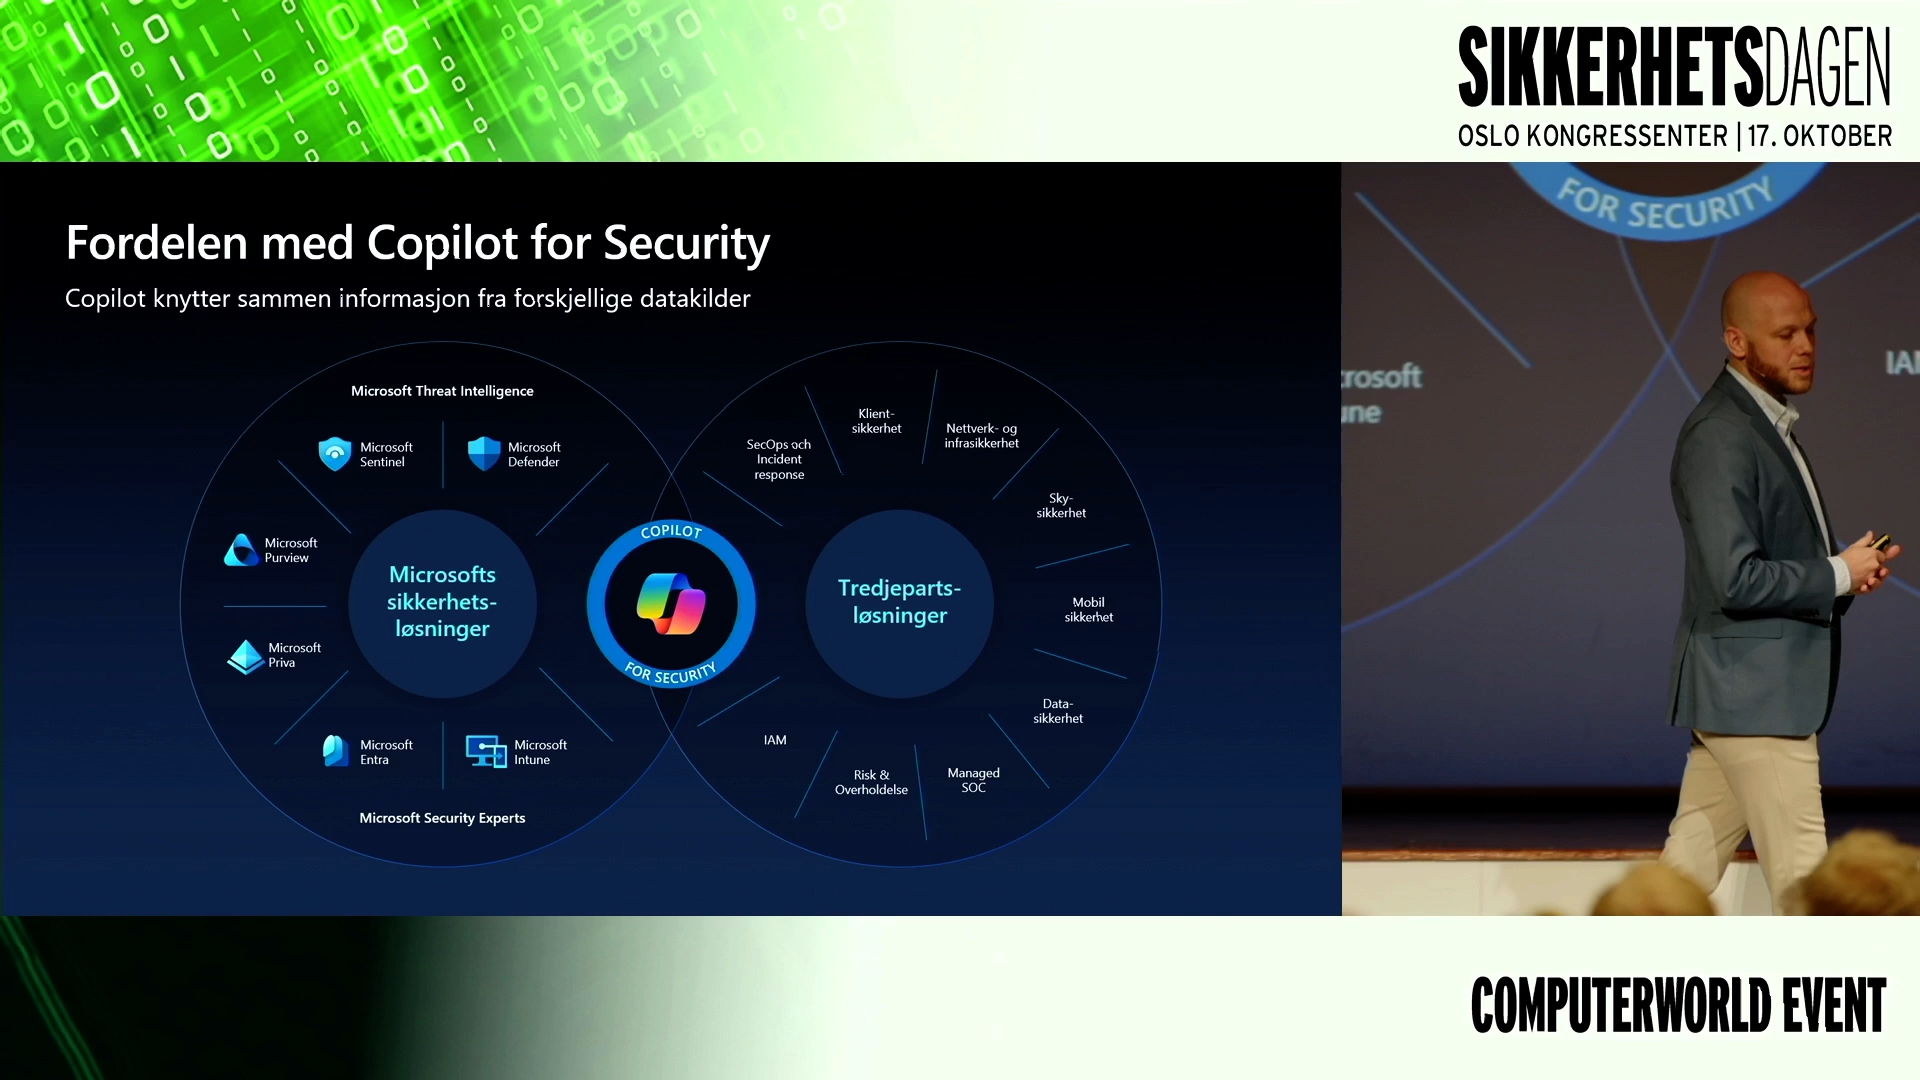 SIKKERHETSDAGEN
OSLO KONGRESSENTER | 17. OKTOBER
Fordelen med Copilot for Security
Copilot knytter sammen informasjon fra forskjellige datakilder
Microsoft Threat Intelligence
Microsoft
Sentinel
Microsoft
Defender
Microsoft
Purview
Microsofts
sikkerhets-
løsninger
Microsoft
Priva
Microsoft
Entra
Microsoft
Intune
Microsoft Security Experts
COPILOT
FOR SECURITY
SecOps och
Incident
response
Klient-
sikkerhet
Nettverk- og
infrasikkerhet
Sky-
sikkerhet
Tredjeparts-
løsninger
Mobil
sikkerhet
Data-
sikkerhet
IAM
Risk &
Overholdelse
Managed
SOC
FOR SECURITY
crosoft
une
IAM
COMPUTERWORLD EVENT